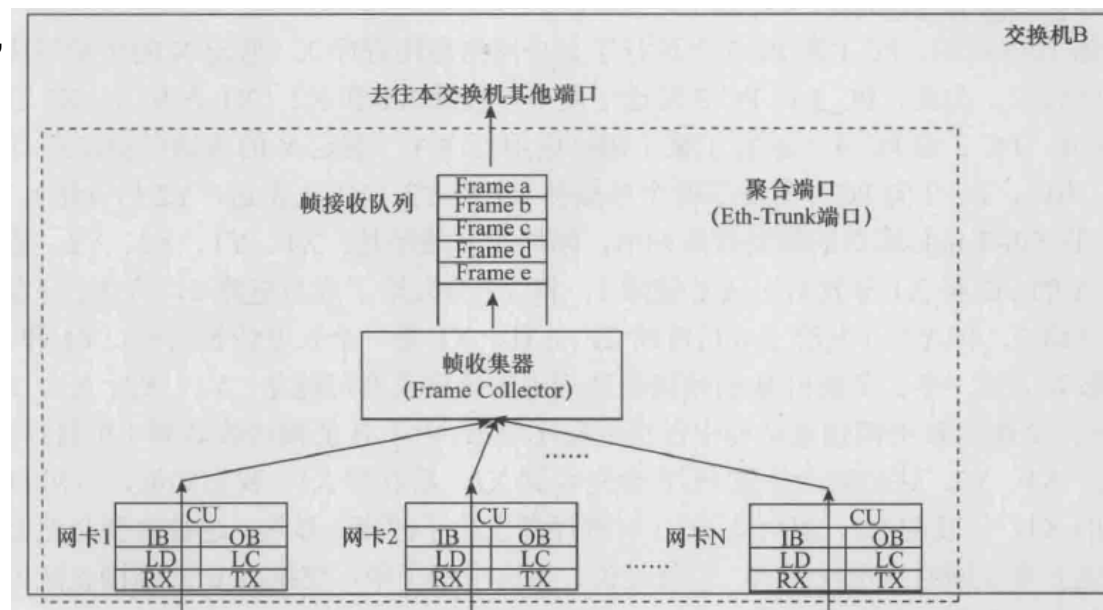 交换机B
去往本交换机其他端口
帧接收队列
Frame a
Frame b
Frame c
Frame d
Frame e
聚合端口
(Eth-Trunk端口)
帧收集器
(Frame Collector)
......
网卡1
CU
IB OB
LD LC
RX TX
网卡2
CU
IB OB
LD LC
RX TX
......
网卡N
CU
IB OB
LD LC
RX TX